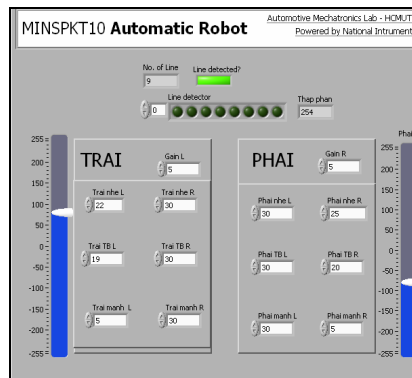 MINSPKT10 Automatic Robot
Automotive Mechatronics Lab - HCMUT
Powered by National Intrument
No. of Line
Line detected?
9
Line detector
0
Thap phan
254
Phai
255
200
150
100
50
0
-50
-100
-150
-200
-255
TRAI
Gain L
5
Trai nhe L
Trai nhe R
22
30
Trai TB L
Trai TB R
19
30
Trai manh L
Trai manh R
5
30
PHAI
Gain R
5
Phai nhe L
Phai nhe R
30
25
Phai TB L
Phai TB R
30
20
Phai manh L
Phai manh R
30
5
255
200
150
100
50
0
-50
-100
-150
-200
-255